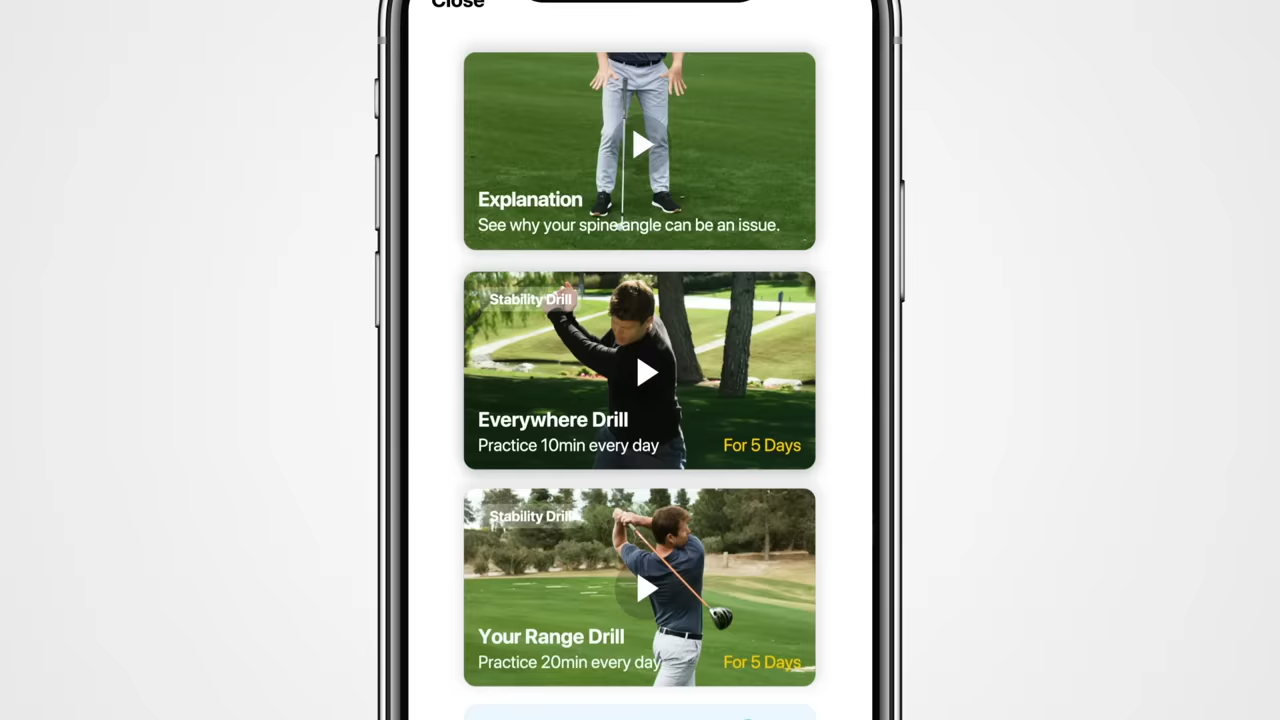 Close
Explanation
See why your spine angle can be an issue.
Stability Drill
Everywhere Drill
Practice 10min every day
For 5 Days
Stability Drill
Your Range Drill
Practice 20min every day
For 5 Days